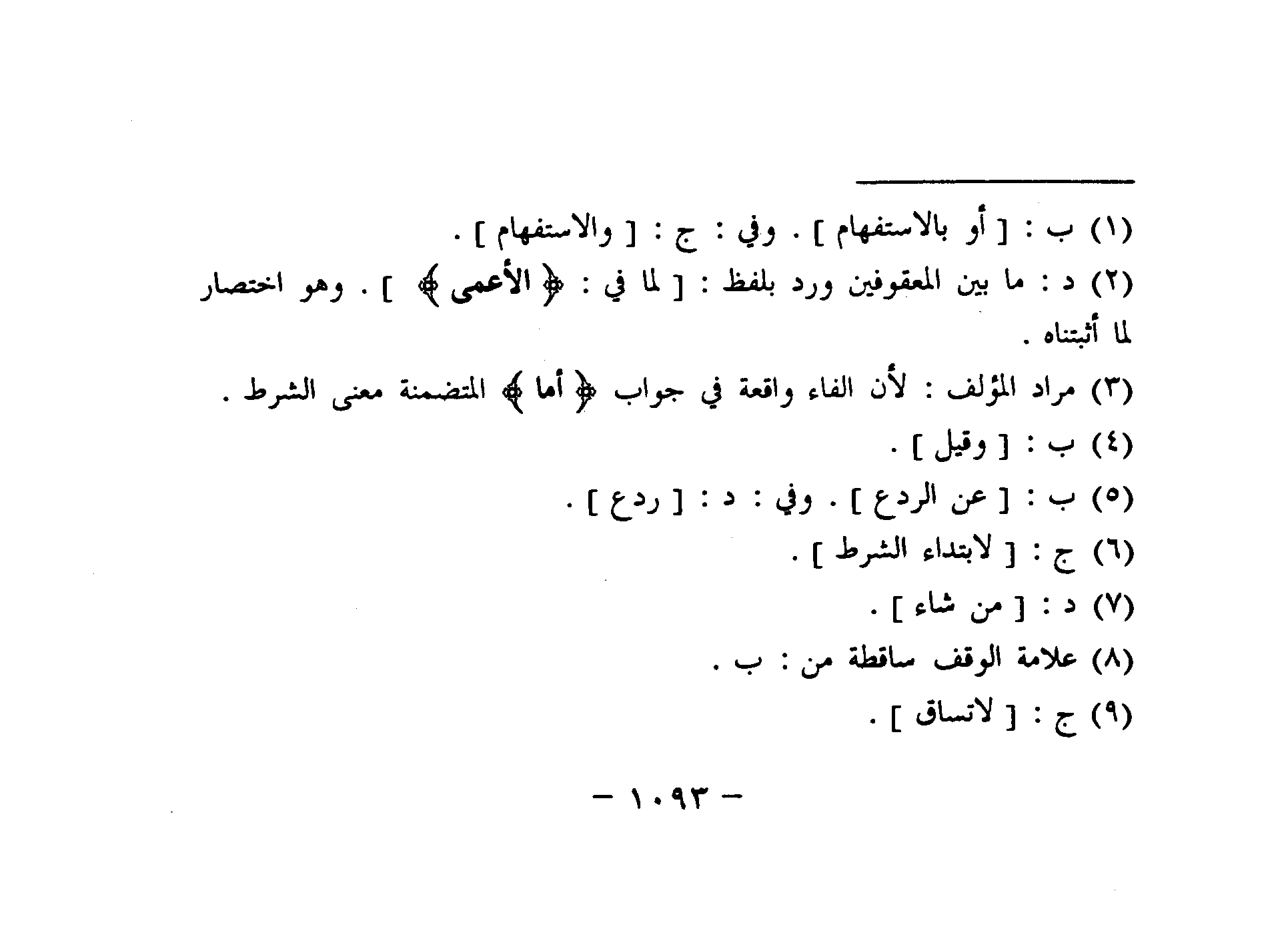 (١) ب : [ أو بالاستفهام ] . وفي : ج : [ والاستفهام ] .
(٢) د : ما بين المعقوفين ورد بلفظ : [ لما في : ﴿ الأعمى ﴾ ] . وهو اختصار
لما أثبتناه .
(٣) مراد المؤلف : لأن الفاء واقعة في جواب ﴿ أما ﴾ المتضمنة معنى الشرط .
(٤) ب : [ وقيل ] .
(٥) ب : [ عن الردع ] . وفي : د : [ ردع ] .
(٦) ج : [ لابتداء الشرط ] .
(٧) د : [ من شاء ] .
(٨) علامة الوقف ساقطة من : ب .
(٩) ج : [ لاتساق ] .
– ١٠٩٣ –